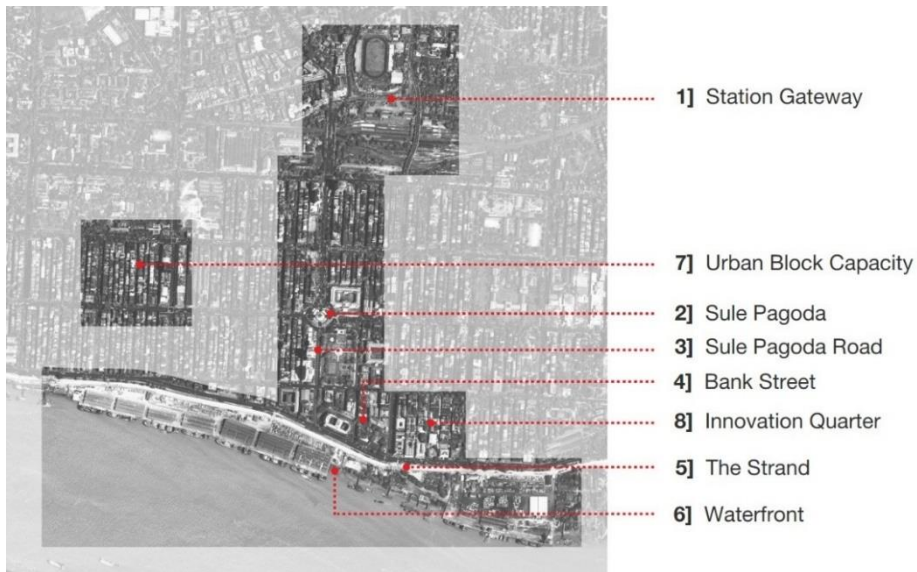 1] Station Gateway
7] Urban Block Capacity
2] Sule Pagoda
3] Sule Pagoda Road
4] Bank Street
8] Innovation Quarter
5] The Strand
6] Waterfront